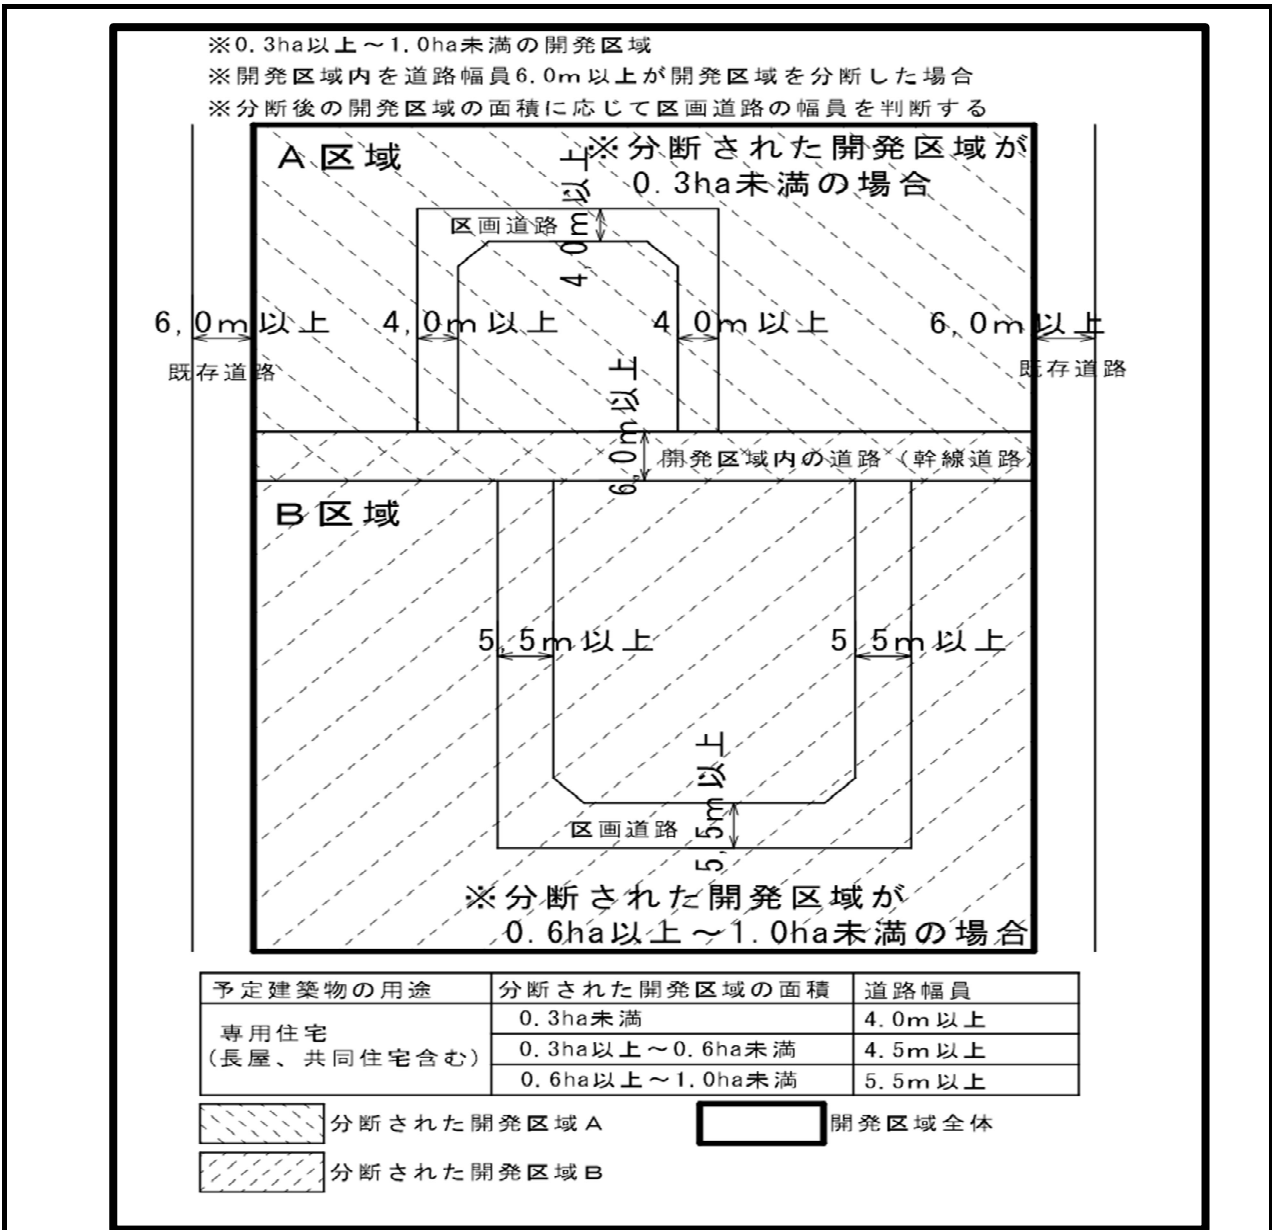 ※0.3ha以上～1.0ha未満の開発区域
※開発区域内を道路幅員6.0m以上が開発区域を分断した場合
※分断後の開発区域の面積に応じて区画道路の幅員を判断する
A区域
※分断された開発区域が
0.3ha未満の場合
区画道路
4,0m以上
6,0m以上
4,0m以上
4 0m以上
6,0m以上
既存道路
既存道路
6,0m以上
開発区域内の道路（幹線道路）
B区域
5,5m以上
5 5m以上
区画道路
5,5m以上
※分断された開発区域が
0.6ha以上～1.0ha未満の場合
予定建築物の用途 分断された開発区域の面積 道路幅員
専用住宅
(長屋、共同住宅含む)
0.3ha未満 4.0m以上
0.3ha以上～0.6ha未満 4.5m以上
0.6ha以上～1.0ha未満 5.5m以上
分断された開発区域A
開発区域全体
分断された開発区域B